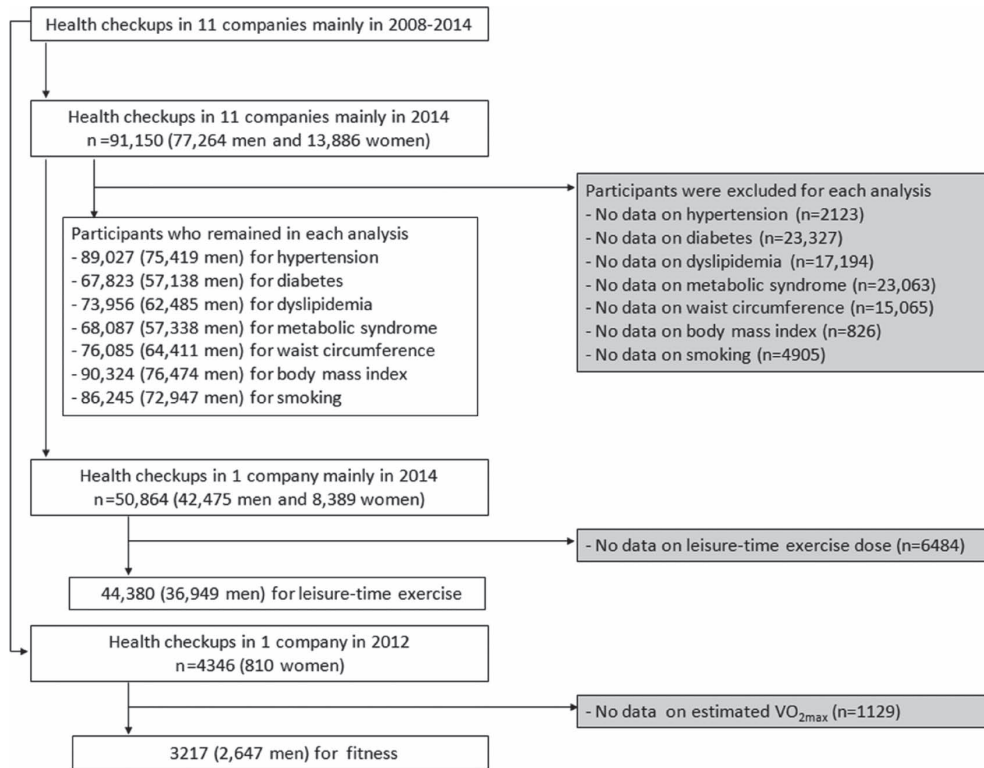 Health checkups in 11 companies mainly in 2008-2014
Health checkups in 11 companies mainly in 2014
n =91,150 (77,264 men and 13,886 women)
Participants were excluded for each analysis
- No data on hypertension (n=2123)
- No data on diabetes (n=23,327)
- No data on dyslipidemia (n=17,194)
- No data on metabolic syndrome (n=23,063)
- No data on waist circumference (n=15,065)
- No data on body mass index (n=826)
- No data on smoking (n=4905)
Participants who remained in each analysis
- 89,027 (75,419 men) for hypertension
- 67,823 (57,138 men) for diabetes
- 73,956 (62,485 men) for dyslipidemia
- 68,087 (57,338 men) for metabolic syndrome
- 76,085 (64,411 men) for waist circumference
- 90,324 (76,474 men) for body mass index
- 86,245 (72,947 men) for smoking
Health checkups in 1 company mainly in 2014
n=50,864 (42,475 men and 8,389 women)
- No data on leisure-time exercise dose (n=6484)
44,380 (36,949 men) for leisure-time exercise
Health checkups in 1 company in 2012
n=4346 (810 women)
- No data on estimated VO2max (n=1129)
3217 (2,647 men) for fitness